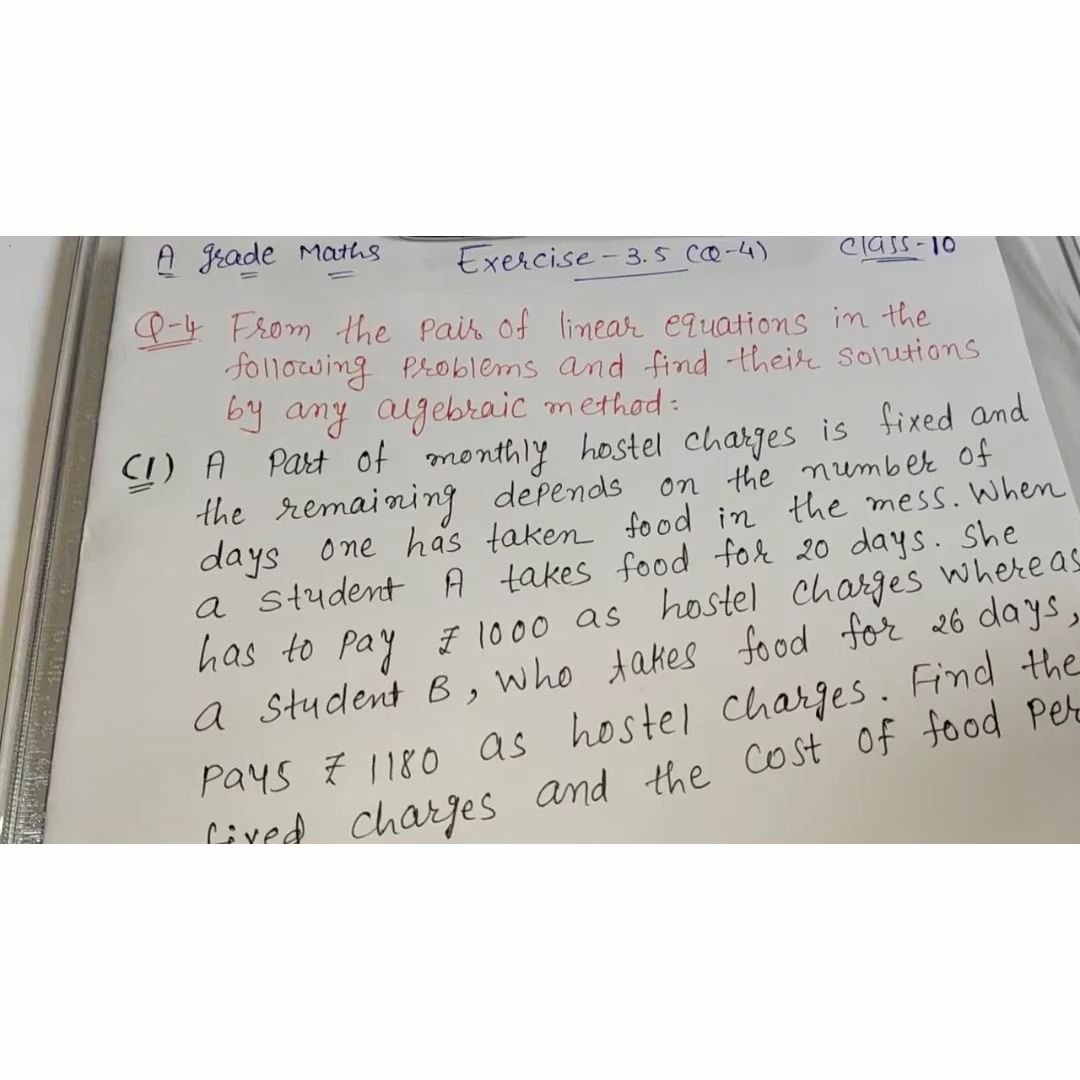 A grade Maths Exercise - 3.5 (Q-4) Class-10
Q-4 From the pair of linear equations in the
following Problems and find their solutions
by any algebraic method:
(1) A Part of monthly hostel charges is fixed and
the remaining depends on the number of
days one has taken food in the mess. When
a student A takes food for 20 days. She
has to pay ₹ 1000 as hostel charges whereas
a student B, who takes food for 26 days,
pays ₹ 1180 as hostel charges. Find the
fixed charges and the cost of food per